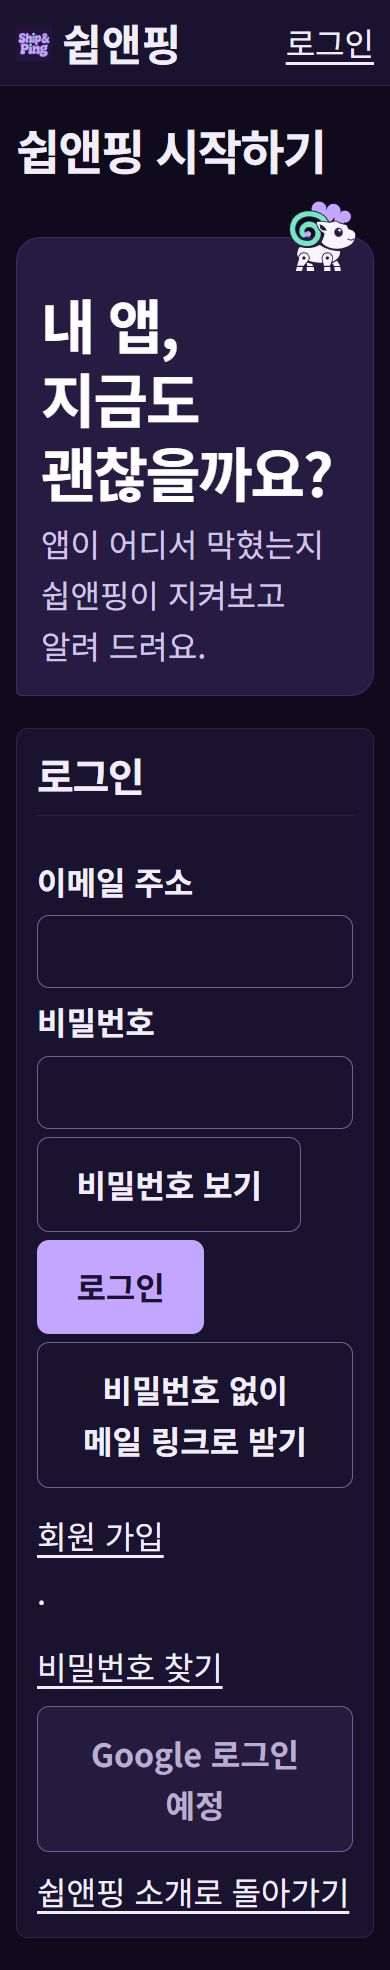 Ship&
Ping
쉽앤핑
로그인
쉽앤핑 시작하기
내 앱,
지금도
괜찮을까요?
앱이 어디서 막혔는지
쉽앤핑이 지켜보고
알려 드려요.
로그인
이메일 주소
비밀번호
비밀번호 보기
로그인
비밀번호 없이
메일 링크로 받기
회원 가입
·
비밀번호 찾기
Google 로그인
예정
쉽앤핑 소개로 돌아가기